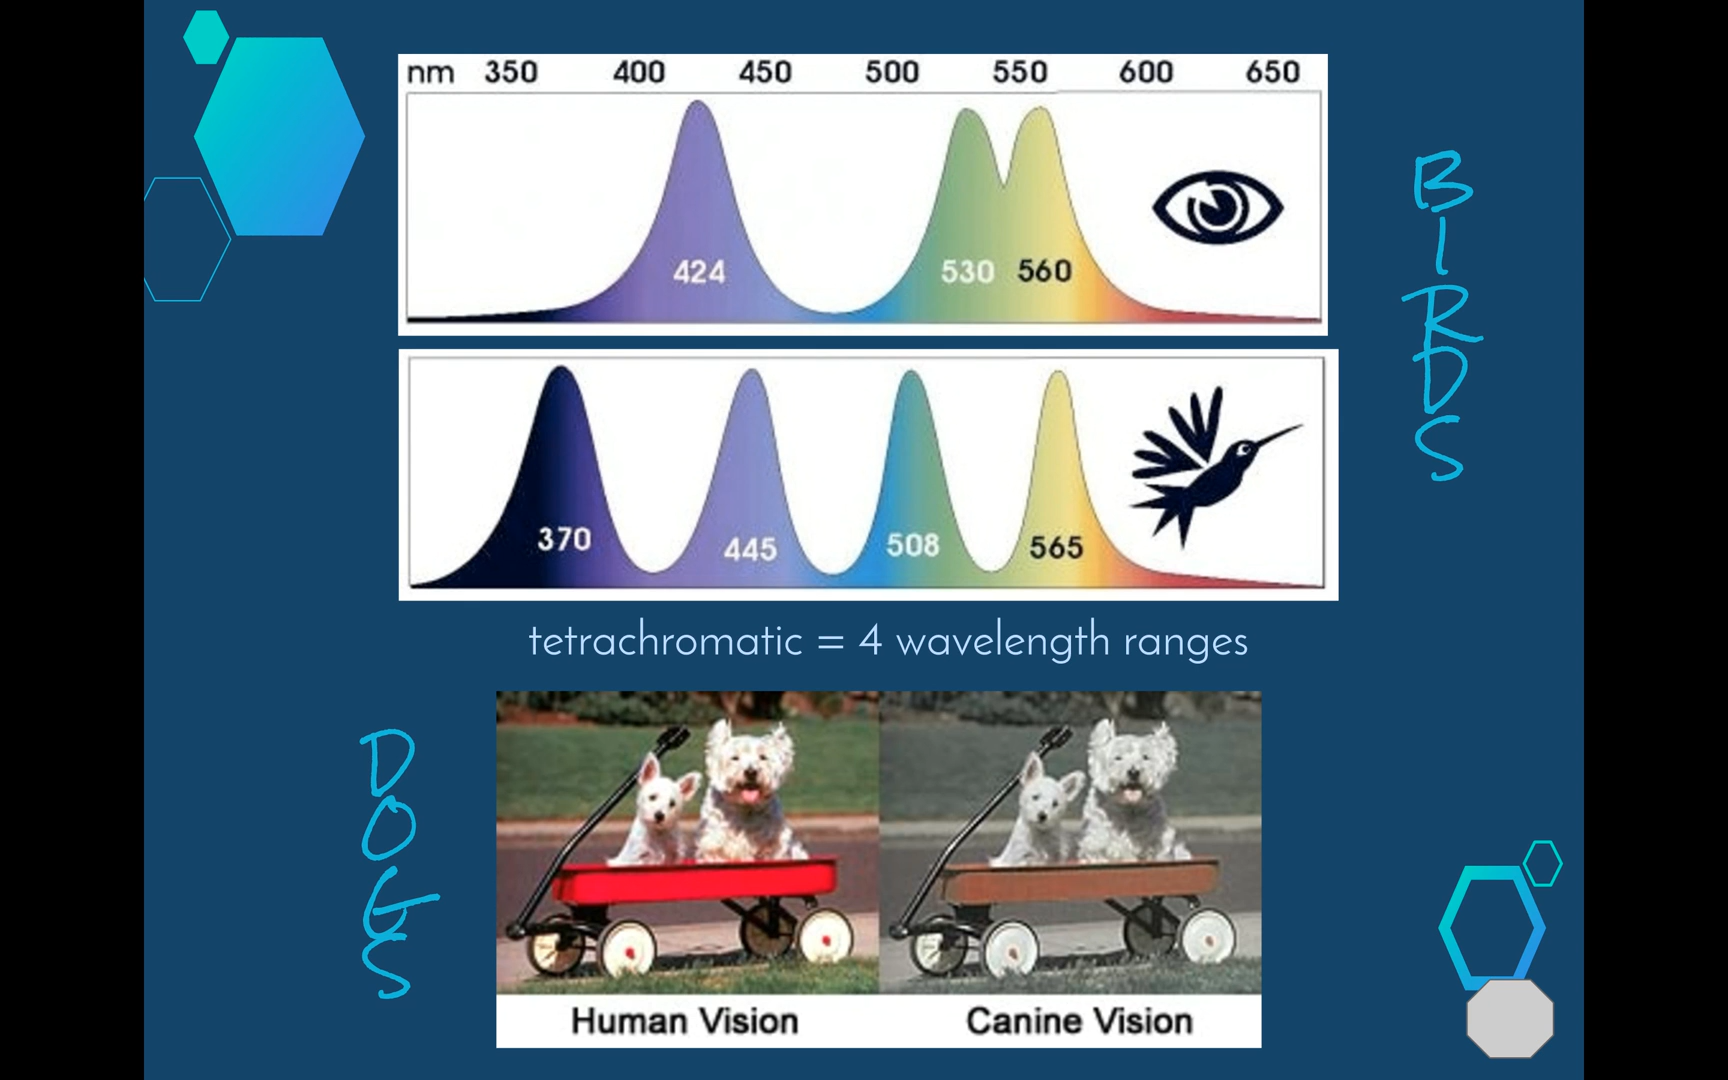 nm 350 400 450 500 550 600 650
424 530 560
BIRDS
370 445 508 565
tetrachromatic = 4 wavelength ranges
DOGS
Human Vision Canine Vision